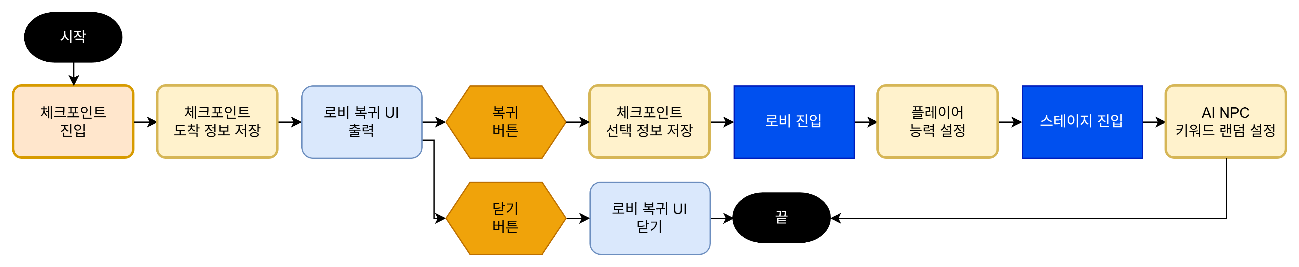 시작
체크포인트
진입
체크포인트
도착 정보 저장
로비 복귀 UI
출력
복귀
버튼
체크포인트
선택 정보 저장
로비 진입
플레이어
능력 설정
스테이지 진입
AI NPC
키워드 랜덤 설정
닫기
버튼
로비 복귀 UI
닫기
끝